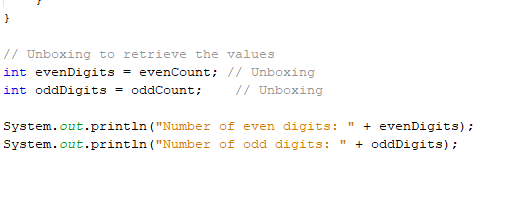 }
}
// Unboxing to retrieve the values
int evenDigits = evenCount; // Unboxing
int oddDigits = oddCount;    // Unboxing
System.out.println("Number of even digits: " + evenDigits);
System.out.println("Number of odd digits: " + oddDigits);